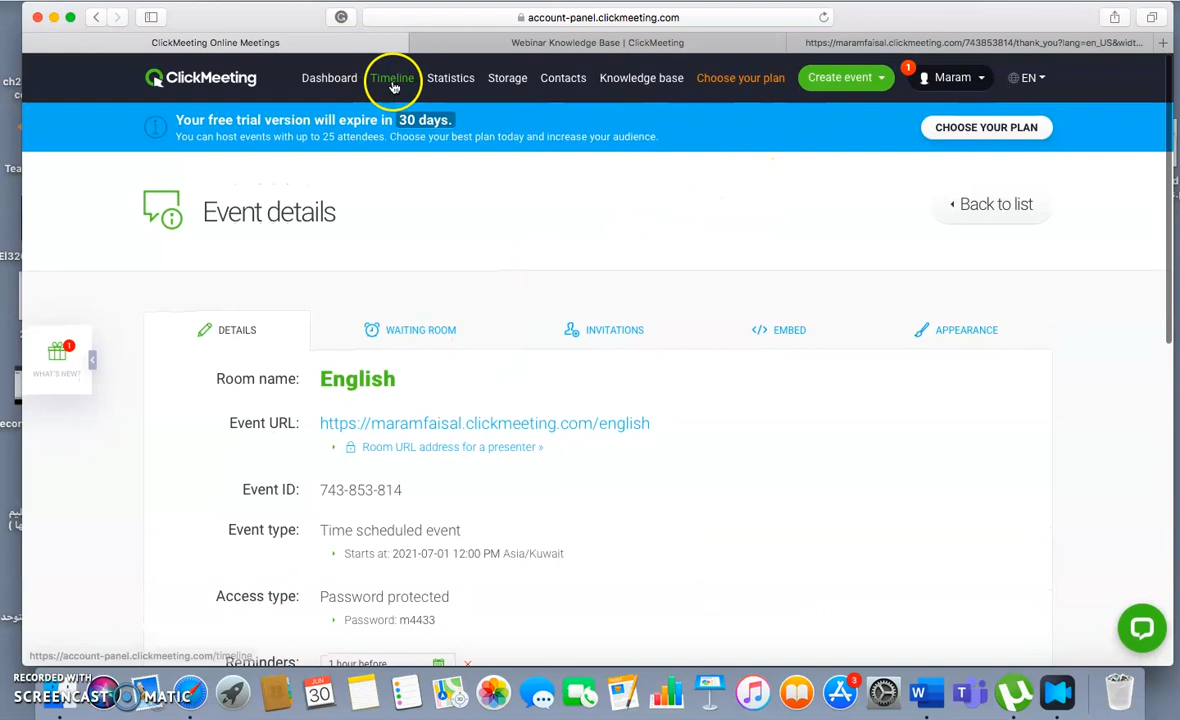 account-panel.clickmeeting.com
ClickMeeting Online Meetings
Webinar Knowledge Base | ClickMeeting
https://maramfaisal.clickmeeting.com/743853814/thank_you?lang=en_US&widt...
ClickMeeting
Dashboard
Timeline
Statistics
Storage
Contacts
Knowledge base
Choose your plan
Create event
1
Maram
EN
Your free trial version will expire in 30 days.
You can host events with up to 25 attendees. Choose your best plan today and increase your audience.
CHOOSE YOUR PLAN
Event details
Back to list
DETAILS
WAITING ROOM
INVITATIONS
EMBED
APPEARANCE
1
WHAT'S NEW?
Room name: English
Event URL: https://maramfaisal.clickmeeting.com/english
Room URL address for a presenter »
Event ID: 743-853-814
Event type: Time scheduled event
Starts at: 2021-07-01 12:00 PM Asia/Kuwait
Access type: Password protected
Password: m4433
Reminders: 1 hour before
https://account-panel.clickmeeting.com/timeline
RECORDED WITH
SCREENCAST MATIC
JUN
30
3